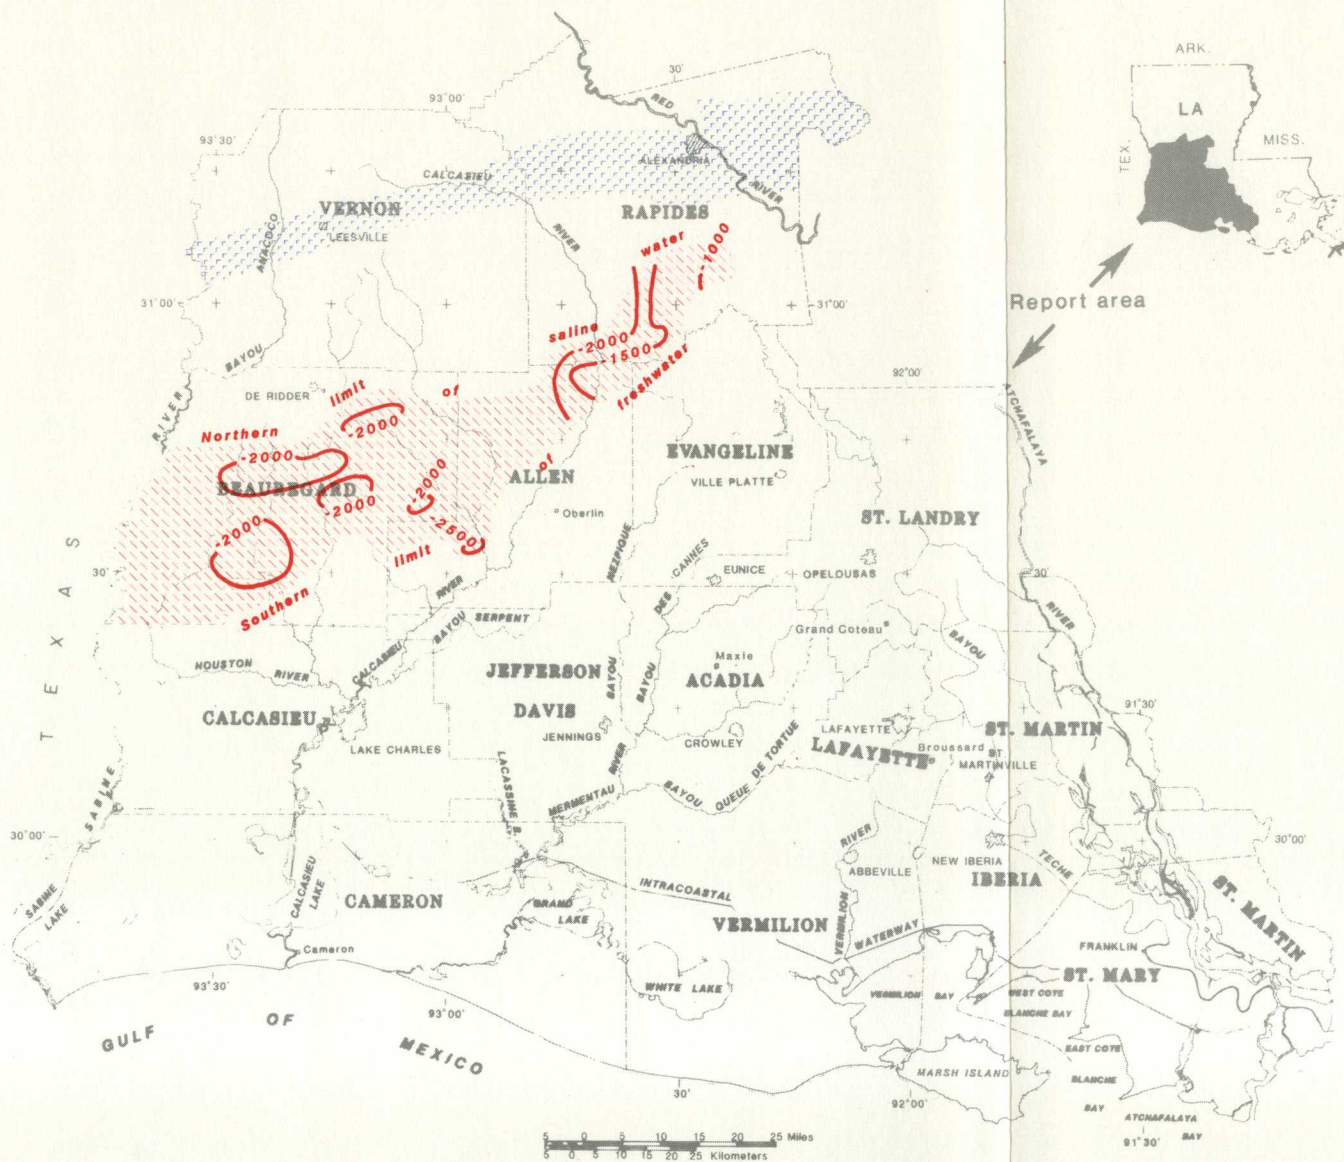 ARK.
LA
MISS.
TEX.
Report area
30'
93°00'
93°30'
RED
RIVER
ALEXANDRIA
CALCASIEU
RIVER
VERNON
LEESVILLE
ANACOCO
BAYOU
RAPIDES
water
-1000
31°00'
31°00'
saline
-2000
-1500
freshwater
92°00'
ATCHAFALAYA
RIVER
RIVER
DE RIDDER
limit
of
-2000
Northern
-2000
BEAUREGARD
-2000
-2000
-2000
-2500
limit
of
Southern
ALLEN
Oberlin
EVANGELINE
VILLE PLATTE
ST. LANDRY
NEZPIQUE
CANNES
DES
BAYOU
EUNICE
OPELOUSAS
30'
30'
TEXAS
RIVER
CALCASIEU
BAYOU
SERPENT
Grand Coteau
BAYOU
HOUSTON
RIVER
JEFFERSON
DAVIS
BAYOU
Maxie
ACADIA
91°30'
CALCASIEU
LAKE CHARLES
JENNINGS
CROWLEY
LAFAYETTE
LAFAYETTE
Broussard
ST
MARTINVILLE
ST. MARTIN
LACASSINE B.
MERMENTAU
RIVER
BAYOU
QUEUE
DE TORTUE
SABINE
30°00'
30°00'
RIVER
ABBEVILLE
NEW IBERIA
IBERIA
TECHE
ST. MARTIN
SABINE
LAKE
CALCASIEU
LAKE
CAMERON
Cameron
GRAND
LAKE
INTRACOASTAL
VERMILION
VERMILION
WATERWAY
FRANKLIN
ST. MARY
WHITE LAKE
VERMILION BAY
WEST COTE
BLANCHE BAY
93°30'
93°00'
GULF OF MEXICO
EAST COTE
BLANCHE
BAY
MARSH ISLAND
30'
92°00'
ATCHAFALAYA
BAY
91°30'
5 0 5 10 15 20 25 Miles
5 0 5 10 15 20 25 Kilometers